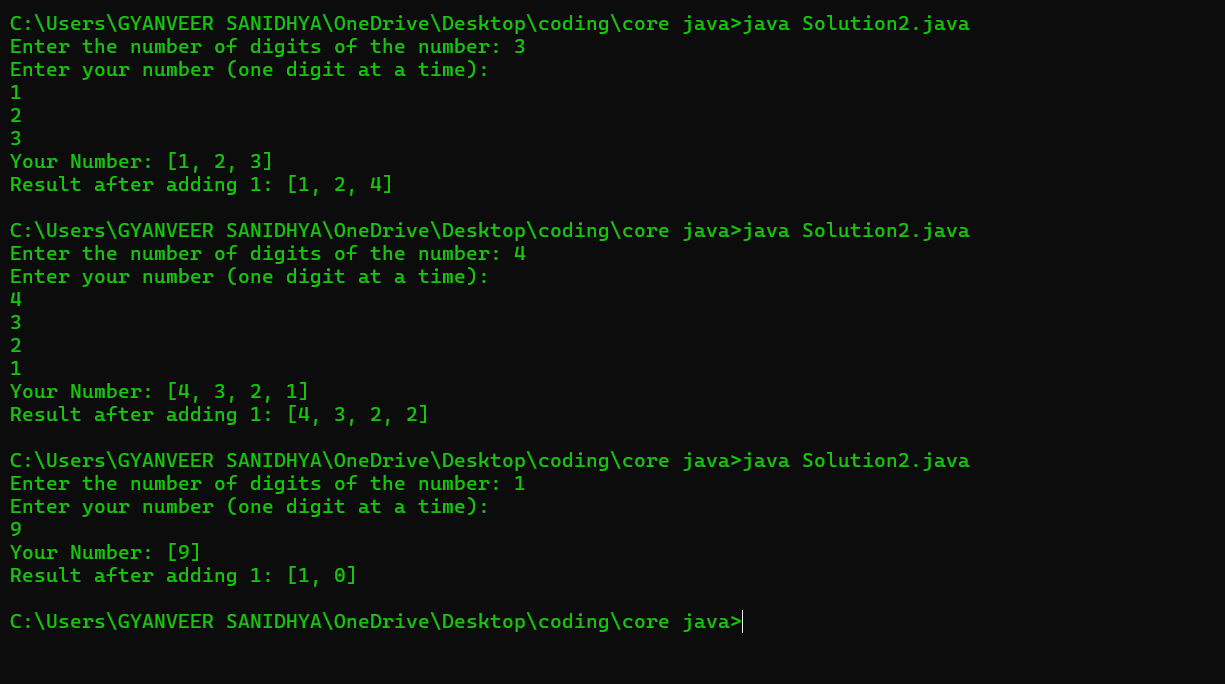 C:\Users\GYANVEER SANIDHYA\OneDrive\Desktop\coding\core java>java Solution2.java
Enter the number of digits of the number: 3
Enter your number (one digit at a time):
1
2
3
Your Number: [1, 2, 3]
Result after adding 1: [1, 2, 4]
C:\Users\GYANVEER SANIDHYA\OneDrive\Desktop\coding\core java>java Solution2.java
Enter the number of digits of the number: 4
Enter your number (one digit at a time):
4
3
2
1
Your Number: [4, 3, 2, 1]
Result after adding 1: [4, 3, 2, 2]
C:\Users\GYANVEER SANIDHYA\OneDrive\Desktop\coding\core java>java Solution2.java
Enter the number of digits of the number: 1
Enter your number (one digit at a time):
9
Your Number: [9]
Result after adding 1: [1, 0]
C:\Users\GYANVEER SANIDHYA\OneDrive\Desktop\coding\core java>